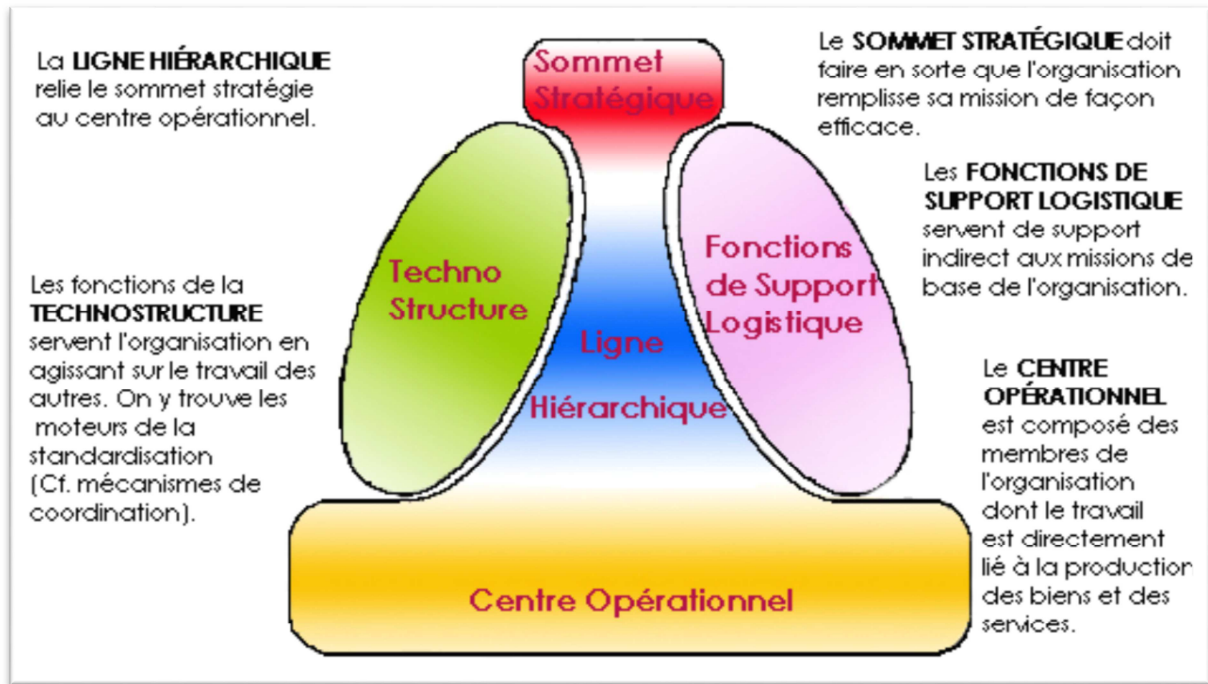 La LIGNE HIÉRARCHIQUE
relie le sommet stratégie
au centre opérationnel.
Les fonctions de la
TECHNOSTRUCTURE
servent l'organisation en
agissant sur le travail des
autres. On y trouve les
moteurs de la
standardisation
(Cf. mécanismes de
coordination).
Sommet
Stratégique
Techno
Structure
Fonctions
de Support
Logistique
Ligne
Hiérarchique
Centre Opérationnel
Le SOMMET STRATÉGIQUE doit
faire en sorte que l'organisation
remplisse sa mission de façon
efficace.
Les FONCTIONS DE
SUPPORT LOGISTIQUE
servent de support
indirect aux missions de
base de l'organisation.
Le CENTRE
OPÉRATIONNEL
est composé des
membres de
l'organisation
dont le travail
est directement
lié à la production
des biens et des
services.